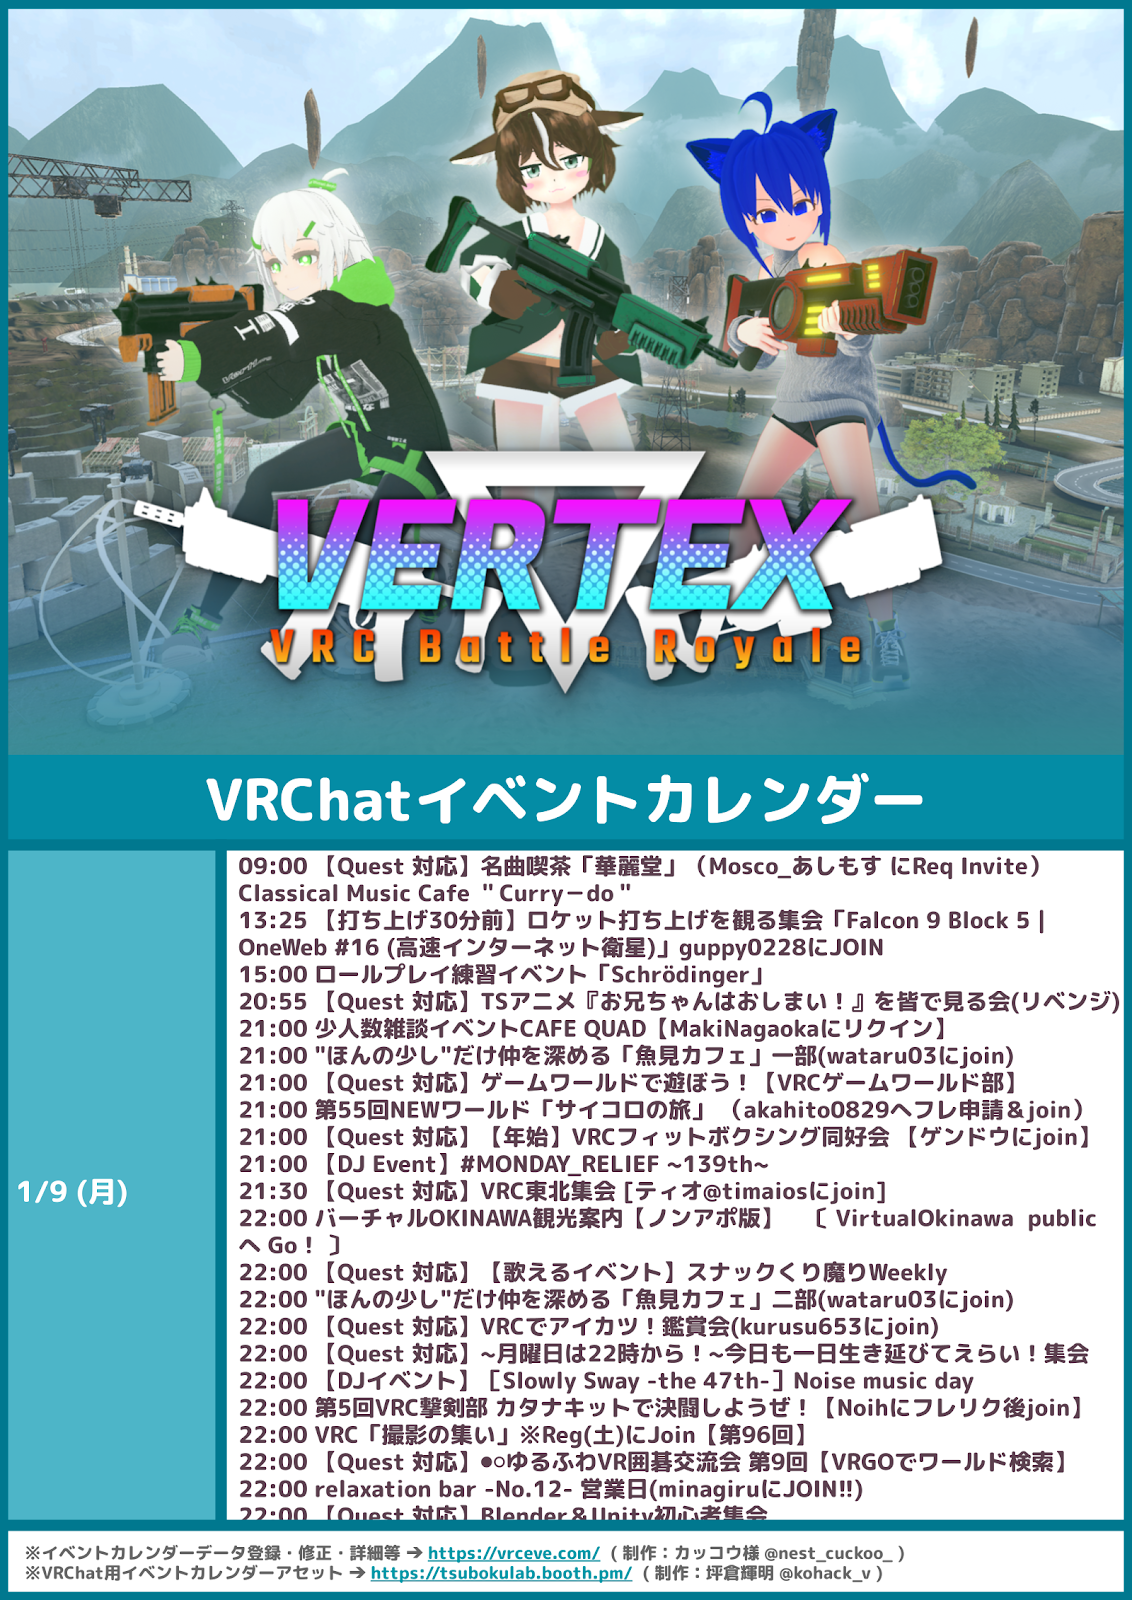 VERTEX
VRC Battle Royale
VRChatイベントカレンダー
1/9 (月)
09:00 【Quest 対応】名曲喫茶「華麗堂」（Mosco_あしもす にReq Invite）
Classical Music Cafe ＂Curryーdo＂
13:25 【打ち上げ30分前】ロケット打ち上げを観る集会「Falcon 9 Block 5 |
OneWeb #16 (高速インターネット衛星)」guppy0228にJOIN
15:00 ロールプレイ練習イベント「Schrödinger」
20:55 【Quest 対応】TSアニメ『お兄ちゃんはおしまい！』を皆で見る会(リベンジ)
21:00 少人数雑談イベントCAFE QUAD【MakiNagaokaにリクイン】
21:00 "ほんの少し"だけ仲を深める「魚見カフェ」一部(wataru03にjoin)
21:00 【Quest 対応】ゲームワールドで遊ぼう！【VRCゲームワールド部】
21:00 第55回NEWワールド「サイコロの旅」（akahito0829へフレ申請＆join）
21:00 【Quest 対応】【年始】VRCフィットボクシング同好会 【ゲンドウにjoin】
21:00 【DJ Event】#MONDAY_RELIEF ~139th~
21:30 【Quest 対応】VRC東北集会 [ティオ@timaiosにjoin]
22:00 バーチャルOKINAWA観光案内【ノンアポ版】　〔 VirtualOkinawa public
へ Go！ 〕
22:00 【Quest 対応】【歌えるイベント】スナックくり魔りWeekly
22:00 "ほんの少し"だけ仲を深める「魚見カフェ」二部(wataru03にjoin)
22:00 【Quest 対応】VRCでアイカツ！鑑賞会(kurusu653にjoin)
22:00 【Quest 対応】~月曜日は22時から！~今日も一日生き延びてえらい！集会
22:00 【DJイベント】［Slowly Sway -the 47th-］Noise music day
22:00 第5回VRC撃剣部 カタナキットで決闘しようぜ！【Noihにフレリク後join】
22:00 VRC「撮影の集い」※Reg(土)にJoin【第96回】
22:00 【Quest 対応】●○ゆるふわVR囲碁交流会 第9回【VRGOでワールド検索】
22:00 relaxation bar -No.12- 営業日(minagiruにJOIN!!)
22:00 【Quest 対応】Blender＆Unity初心者集会
※イベントカレンダーデータ登録・修正・詳細等 → https://vrceve.com/ ( 制作：カッコウ様 @nest_cuckoo_ )
※VRChat用イベントカレンダーアセット → https://tsubokulab.booth.pm/ ( 制作：坪倉輝明 @kohack_v )